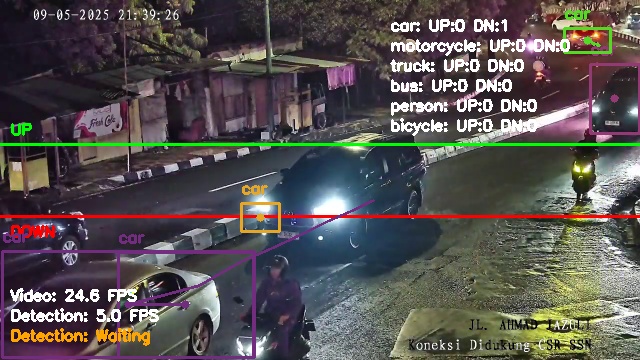 09-05-2025 21:39:26
car
car: UP:0 DN:1
motorcycle: UP:0 DN:0
truck: UP:0 DN:0
bus: UP:0 DN:0
person: UP:0 DN:0
bicycle: UP:0 DN:0
Fresh
UP
car
DOWN
car
car
Video: 24.6 FPS
Detection: 5.0 FPS
Detection: Waiting
JL. AHMAD YAZULI
Koneksi Didukung CSR SSN